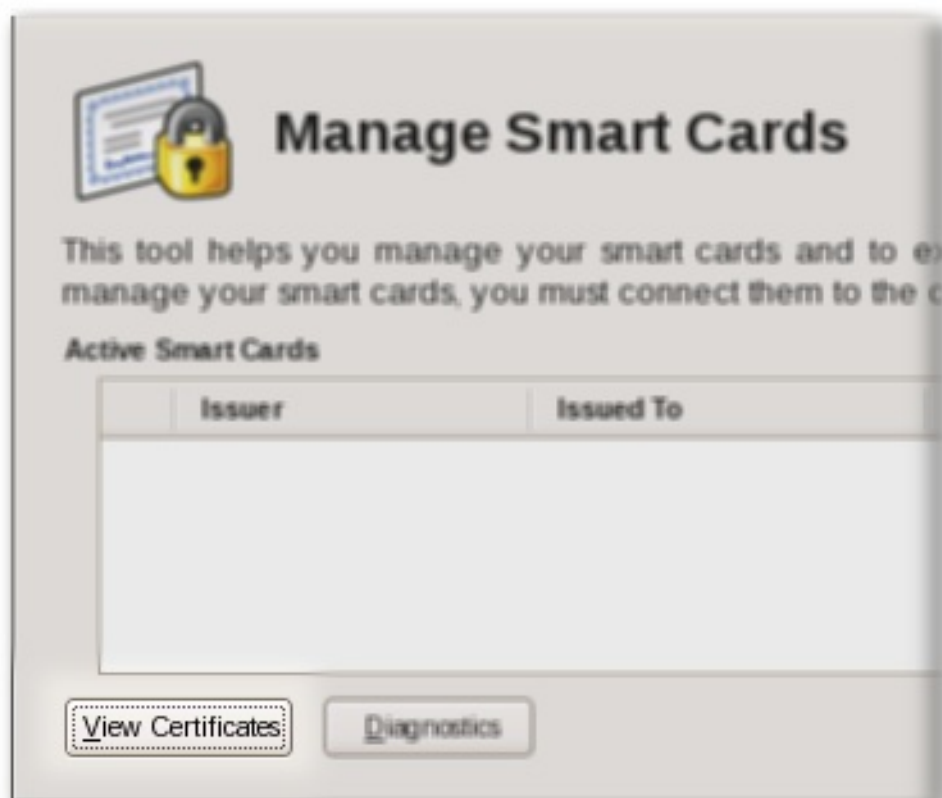 Manage Smart Cards
This tool helps you manage your smart cards and to
manage your smart cards, you must connect them to the
Active Smart Cards
Issuer Issued To
View Certificates Diagnostics